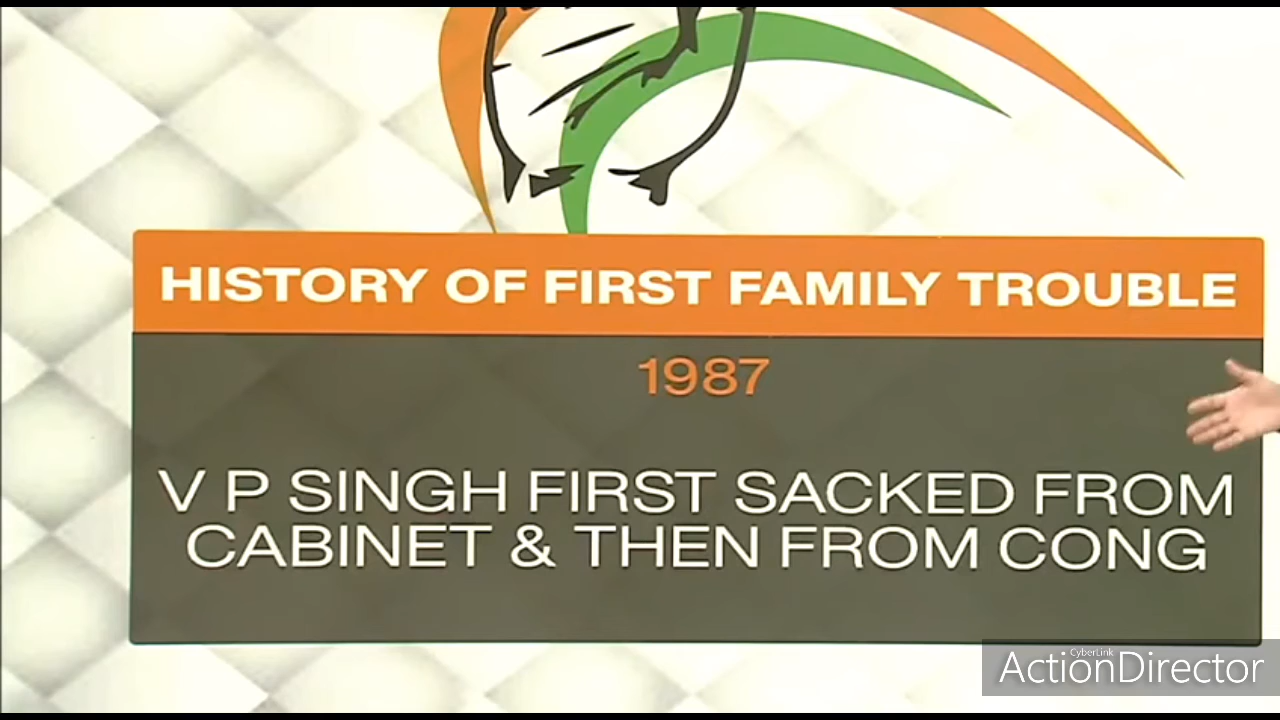 HISTORY OF FIRST FAMILY TROUBLE
1987
V P SINGH FIRST SACKED FROM
CABINET & THEN FROM CONG
CyberLink
ActionDirector